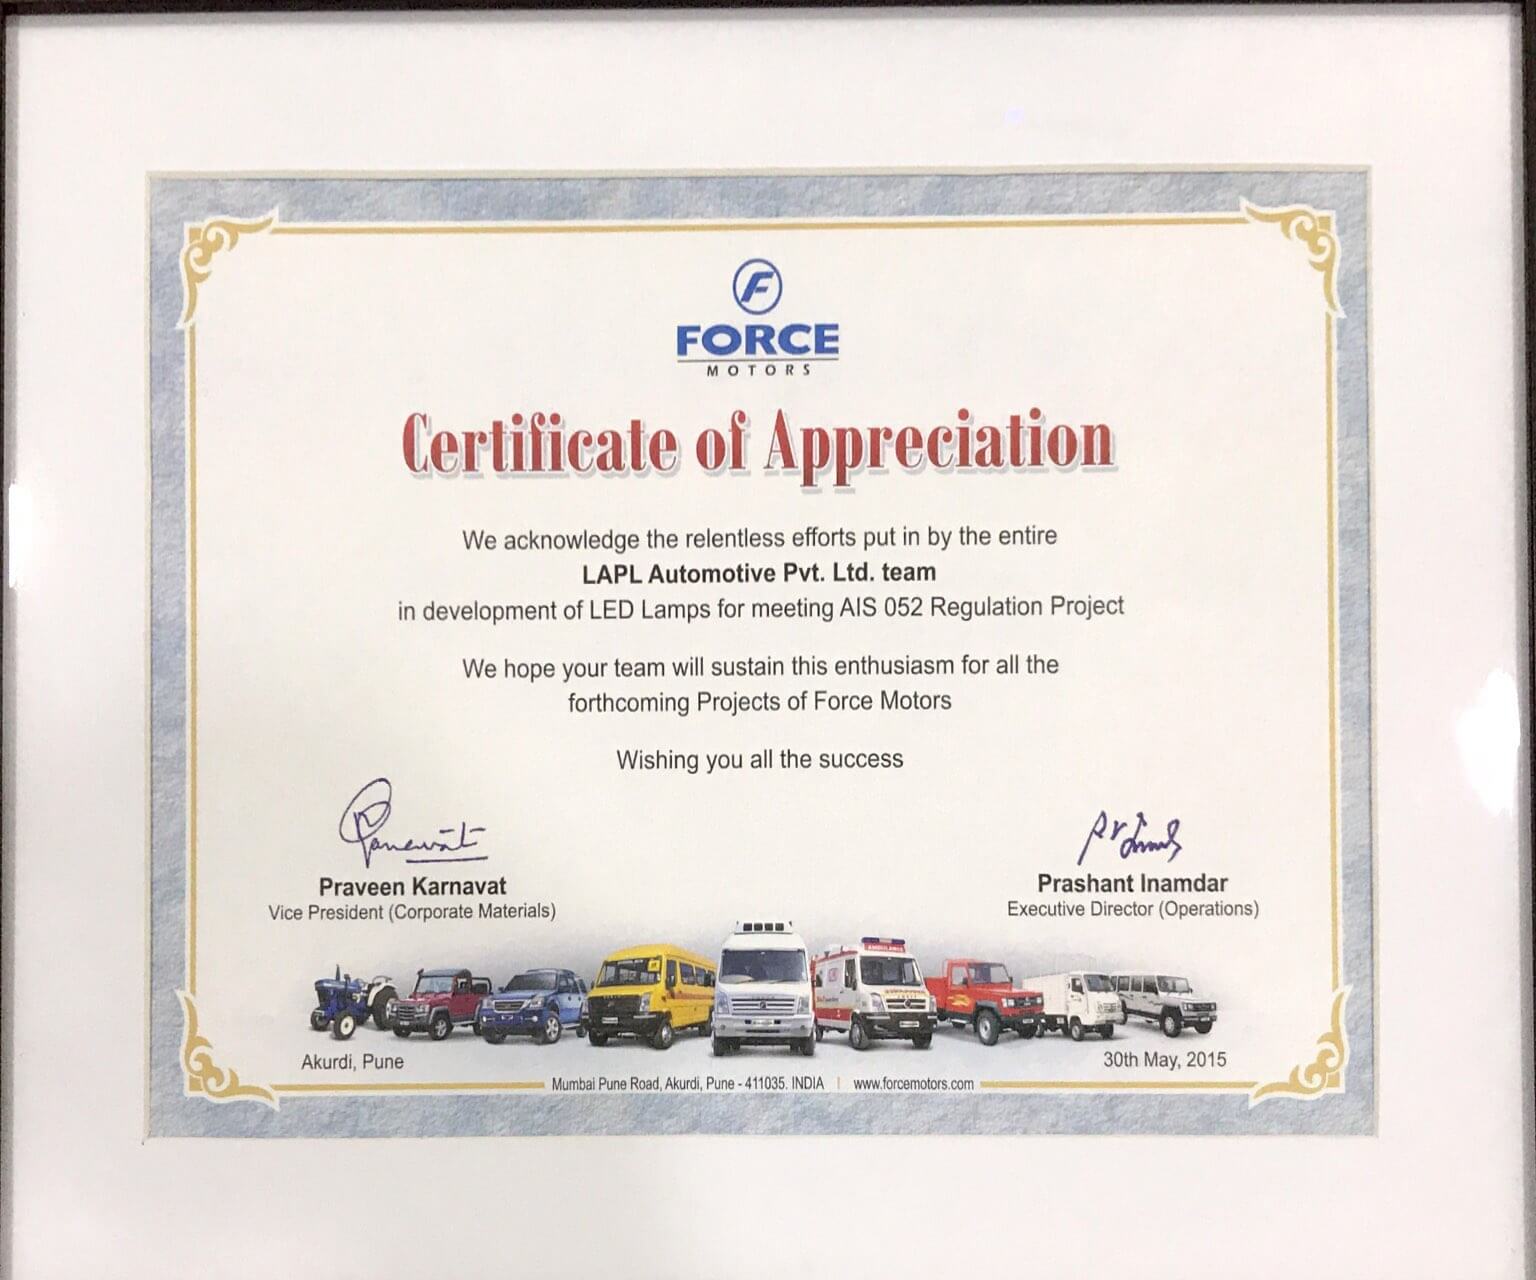 F
FORCE
MOTORS
Certificate of Appreciation
We acknowledge the relentless efforts put in by the entire
LAPL Automotive Pvt. Ltd. team
in development of LED Lamps for meeting AIS 052 Regulation Project
We hope your team will sustain this enthusiasm for all the
forthcoming Projects of Force Motors
Wishing you all the success
Praveen Karnavat
Vice President (Corporate Materials)
Prashant Inamdar
Executive Director (Operations)
AMBULANCE
Akurdi, Pune
30th May, 2015
Mumbai Pune Road, Akurdi, Pune - 411035. INDIA | www.forcemotors.com